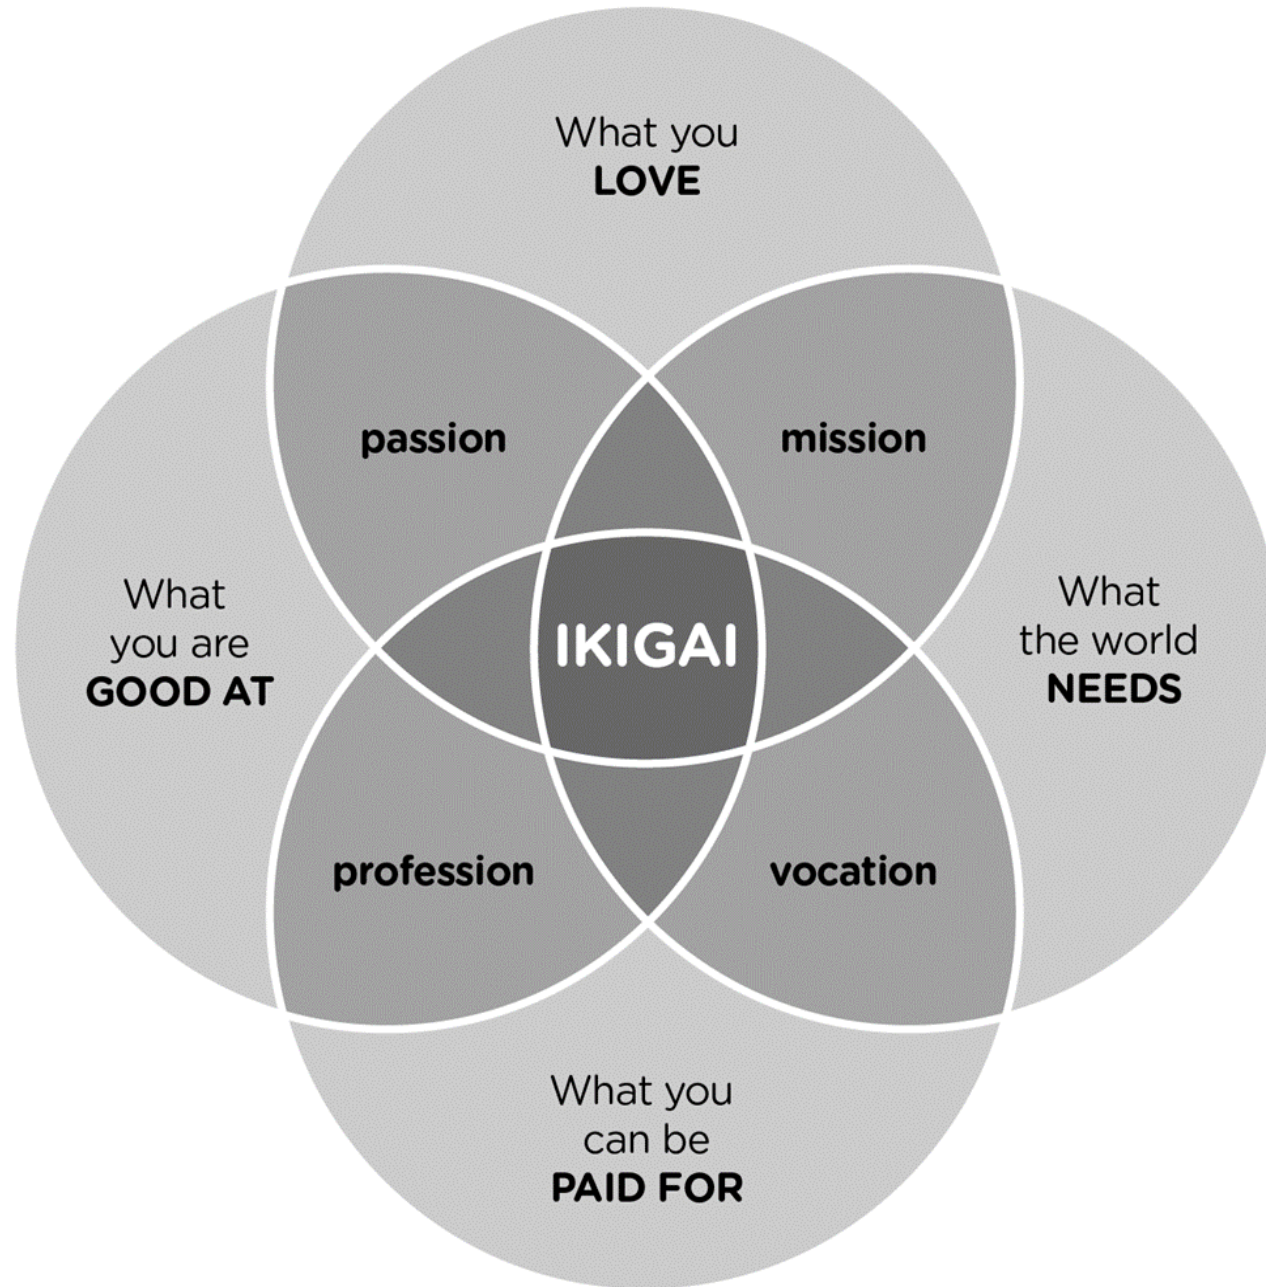 What you
LOVE
passion
mission
What
you are
GOOD AT
IKIGAI
What
the world
NEEDS
profession
vocation
What you
can be
PAID FOR